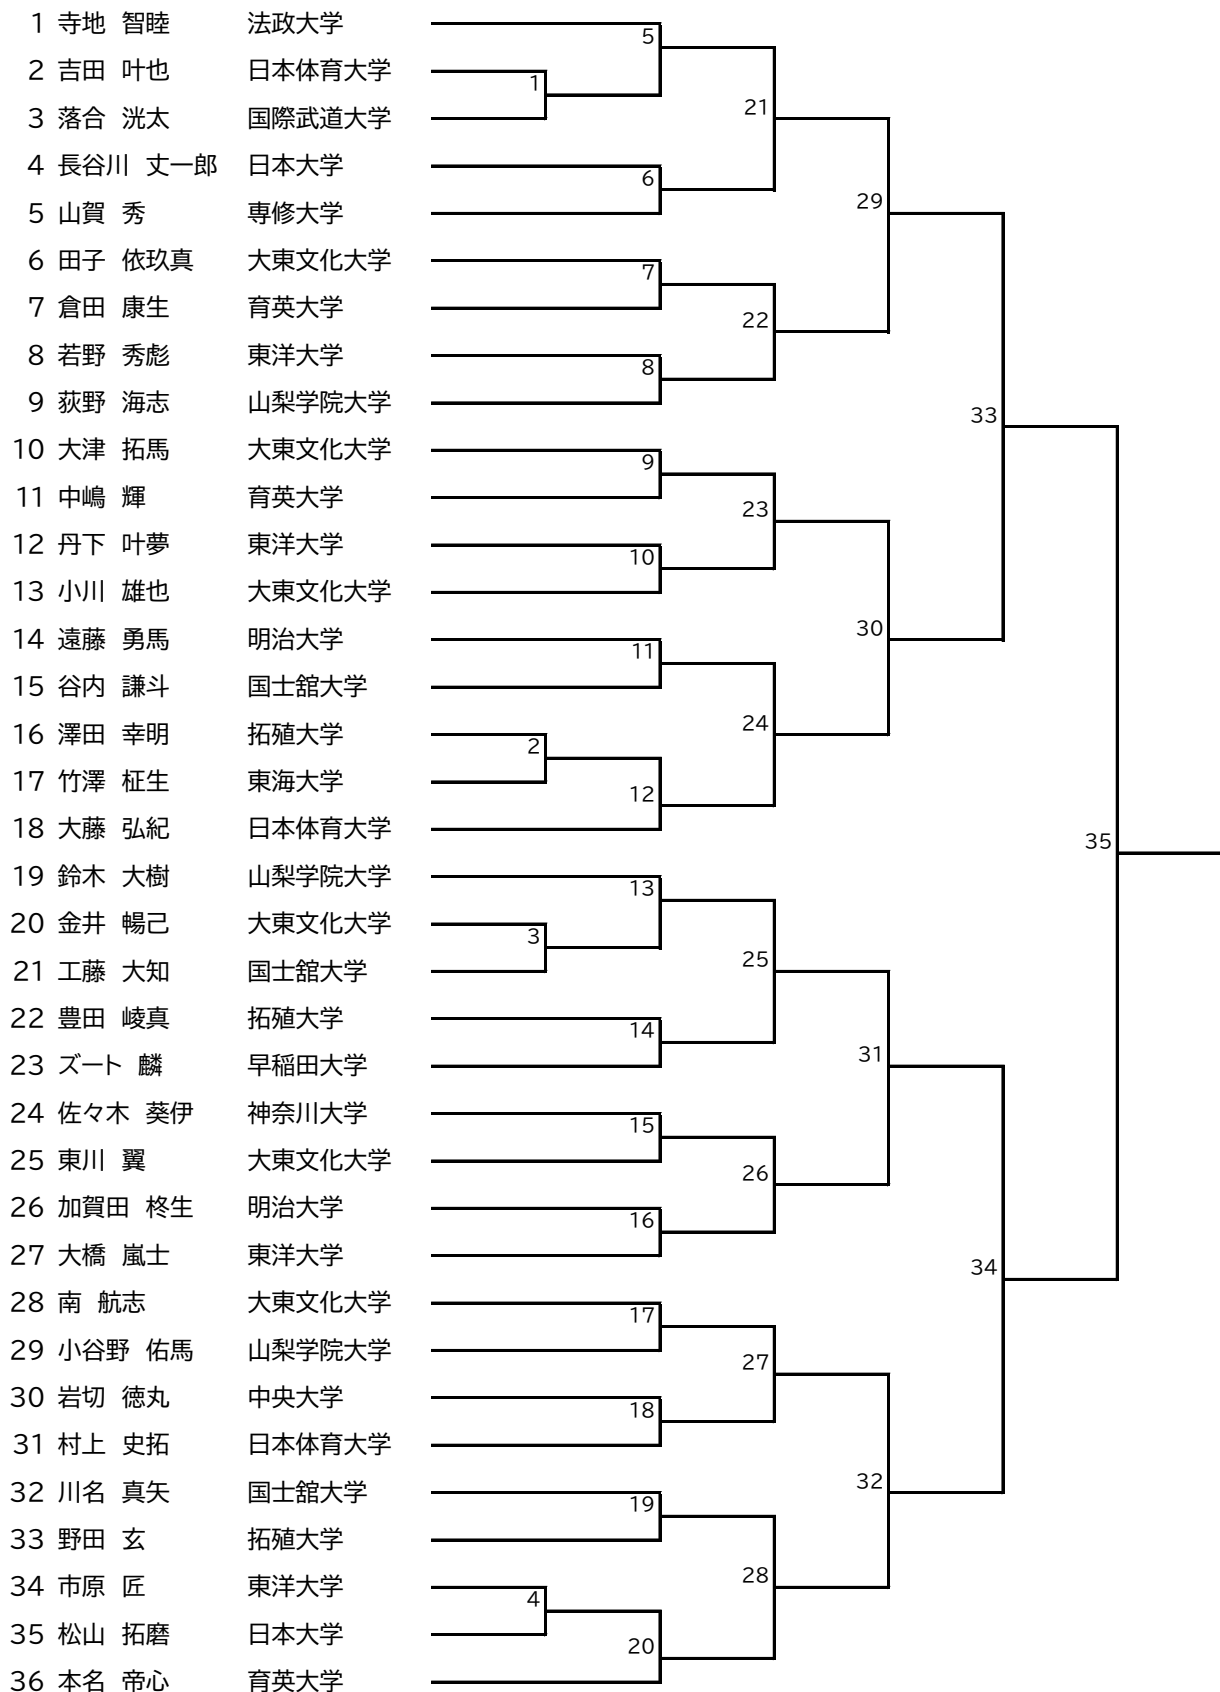 1 寺地 智睦 法政大学
5
2 吉田 叶也 日本体育大学
1
21
3 落合 洸太 国際武道大学
4 長谷川 丈一郎 日本大学
6
29
5 山賀 秀 専修大学
6 田子 依玖真 大東文化大学
7
7 倉田 康生 育英大学
22
8 若野 秀彪 東洋大学
8
9 荻野 海志 山梨学院大学
33
10 大津 拓馬 大東文化大学
9
11 中嶋 輝 育英大学
23
12 丹下 叶夢 東洋大学
10
13 小川 雄也 大東文化大学
30
14 遠藤 勇馬 明治大学
11
15 谷内 謙斗 国士舘大学
24
16 澤田 幸明 拓殖大学
2
17 竹澤 柾生 東海大学
12
18 大藤 弘紀 日本体育大学
35
19 鈴木 大樹 山梨学院大学
13
20 金井 暢己 大東文化大学
3
25
21 工藤 大知 国士舘大学
22 豊田 崚真 拓殖大学
14
31
23 ズート 麟 早稲田大学
24 佐々木 葵伊 神奈川大学
15
25 東川 翼 大東文化大学
26
26 加賀田 柊生 明治大学
16
27 大橋 嵐士 東洋大学
34
28 南 航志 大東文化大学
17
29 小谷野 佑馬 山梨学院大学
27
30 岩切 徳丸 中央大学
18
31 村上 史拓 日本体育大学
32
32 川名 真矢 国士舘大学
19
33 野田 玄 拓殖大学
28
34 市原 匠 東洋大学
4
35 松山 拓磨 日本大学
20
36 本名 帝心 育英大学